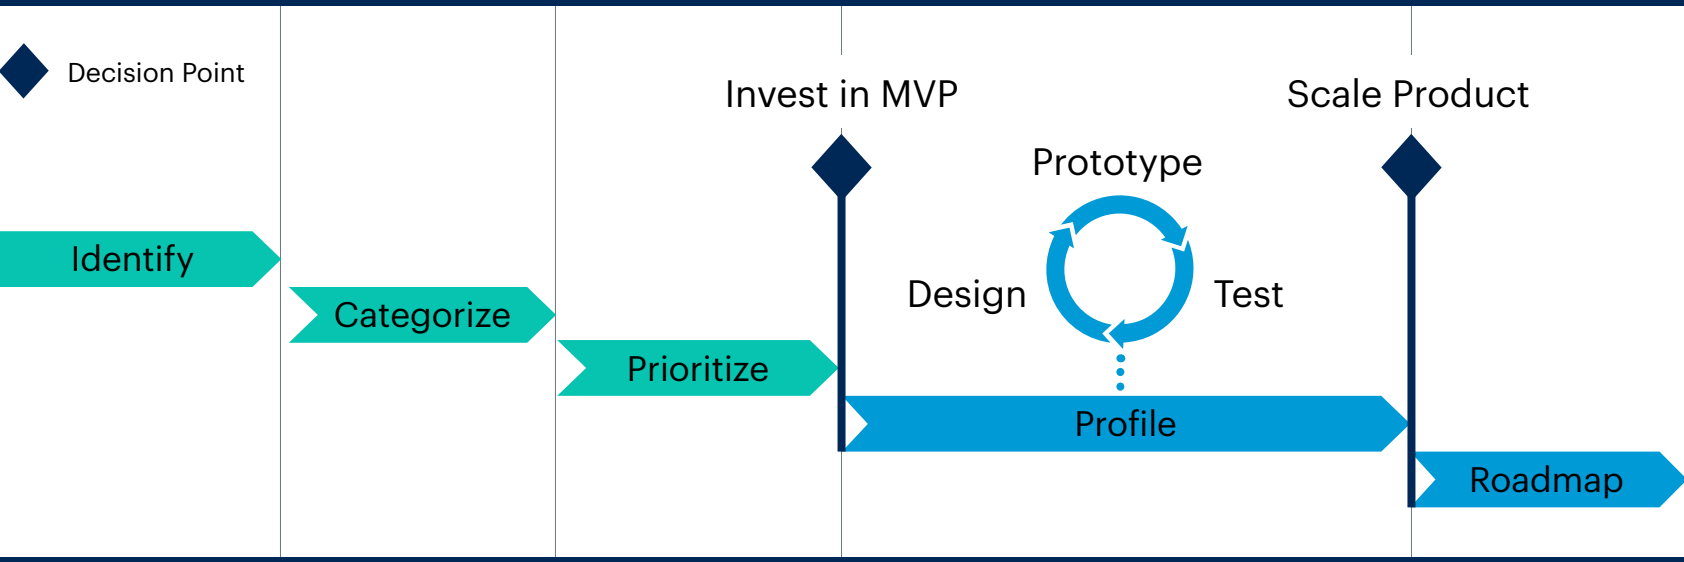 Decision Point
Invest in MVP
Scale Product
Prototype
Design
Test
Identify
Categorize
Prioritize
Profile
Roadmap